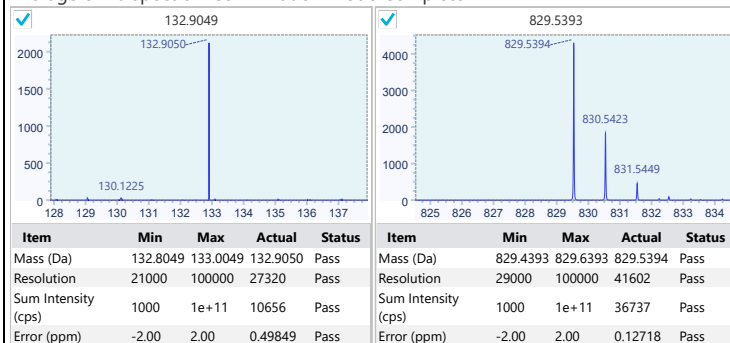 132.9049
132.9050
130.1225
2000
1500
1000
500
0
128 129 130 131 132 133 134 135 136 137
Item Min Max Actual Status
Mass (Da) 132.8049 133.0049 132.9050 Pass
Resolution 21000 100000 27320 Pass
Sum Intensity
(cps) 1000 1e+11 10656 Pass
Error (ppm) -2.00 2.00 0.49849 Pass
829.5393
829.5394
830.5423
831.5449
4000
3000
2000
1000
0
825 826 827 828 829 830 831 832 833 834
Item Min Max Actual Status
Mass (Da) 829.4393 829.6393 829.5394 Pass
Resolution 29000 100000 41602 Pass
Sum Intensity
(cps) 1000 1e+11 36737 Pass
Error (ppm) -2.00 2.00 0.12718 Pass